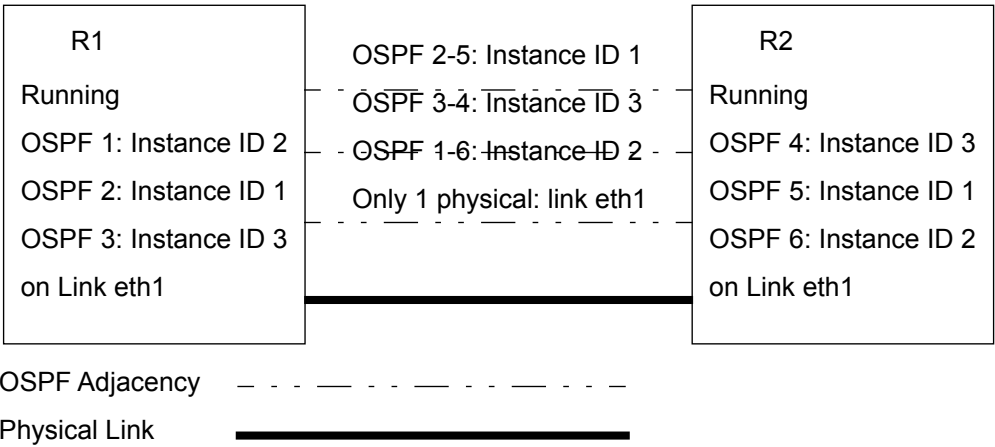 R1
Running
OSPF 1: Instance ID 2
OSPF 2: Instance ID 1
OSPF 3: Instance ID 3
on Link eth1
OSPF 2-5: Instance ID 1
OSPF 3-4: Instance ID 3
OSPF 1-6: Instance ID 2
Only 1 physical: link eth1
R2
Running
OSPF 4: Instance ID 3
OSPF 5: Instance ID 1
OSPF 6: Instance ID 2
on Link eth1
OSPF Adjacency
Physical Link